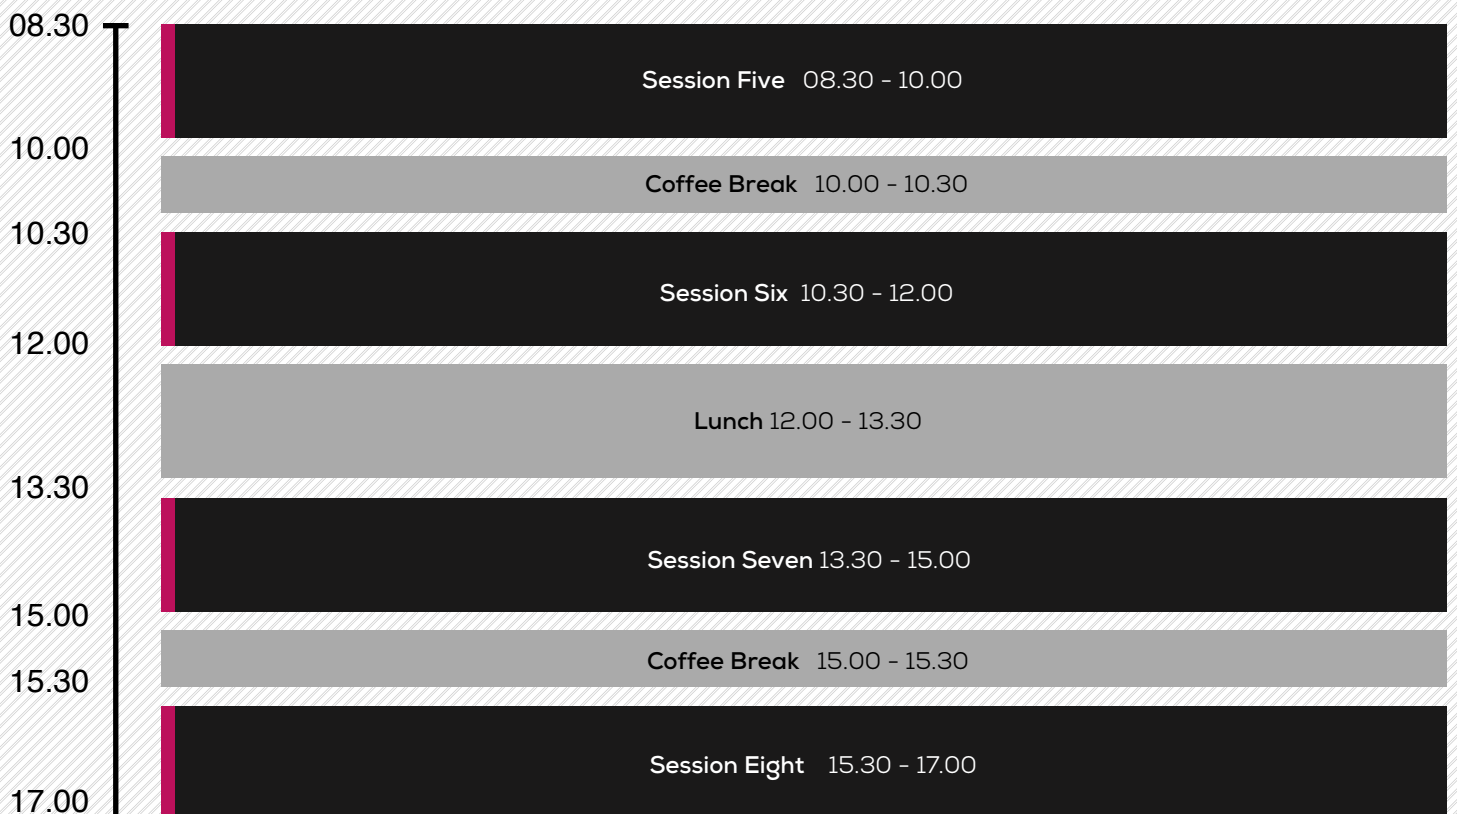 08.30
Session Five 08.30 - 10.00
10.00
Coffee Break 10.00 - 10.30
10.30
Session Six 10.30 - 12.00
12.00
Lunch 12.00 - 13.30
13.30
Session Seven 13.30 - 15.00
15.00
Coffee Break 15.00 - 15.30
15.30
Session Eight 15.30 - 17.00
17.00